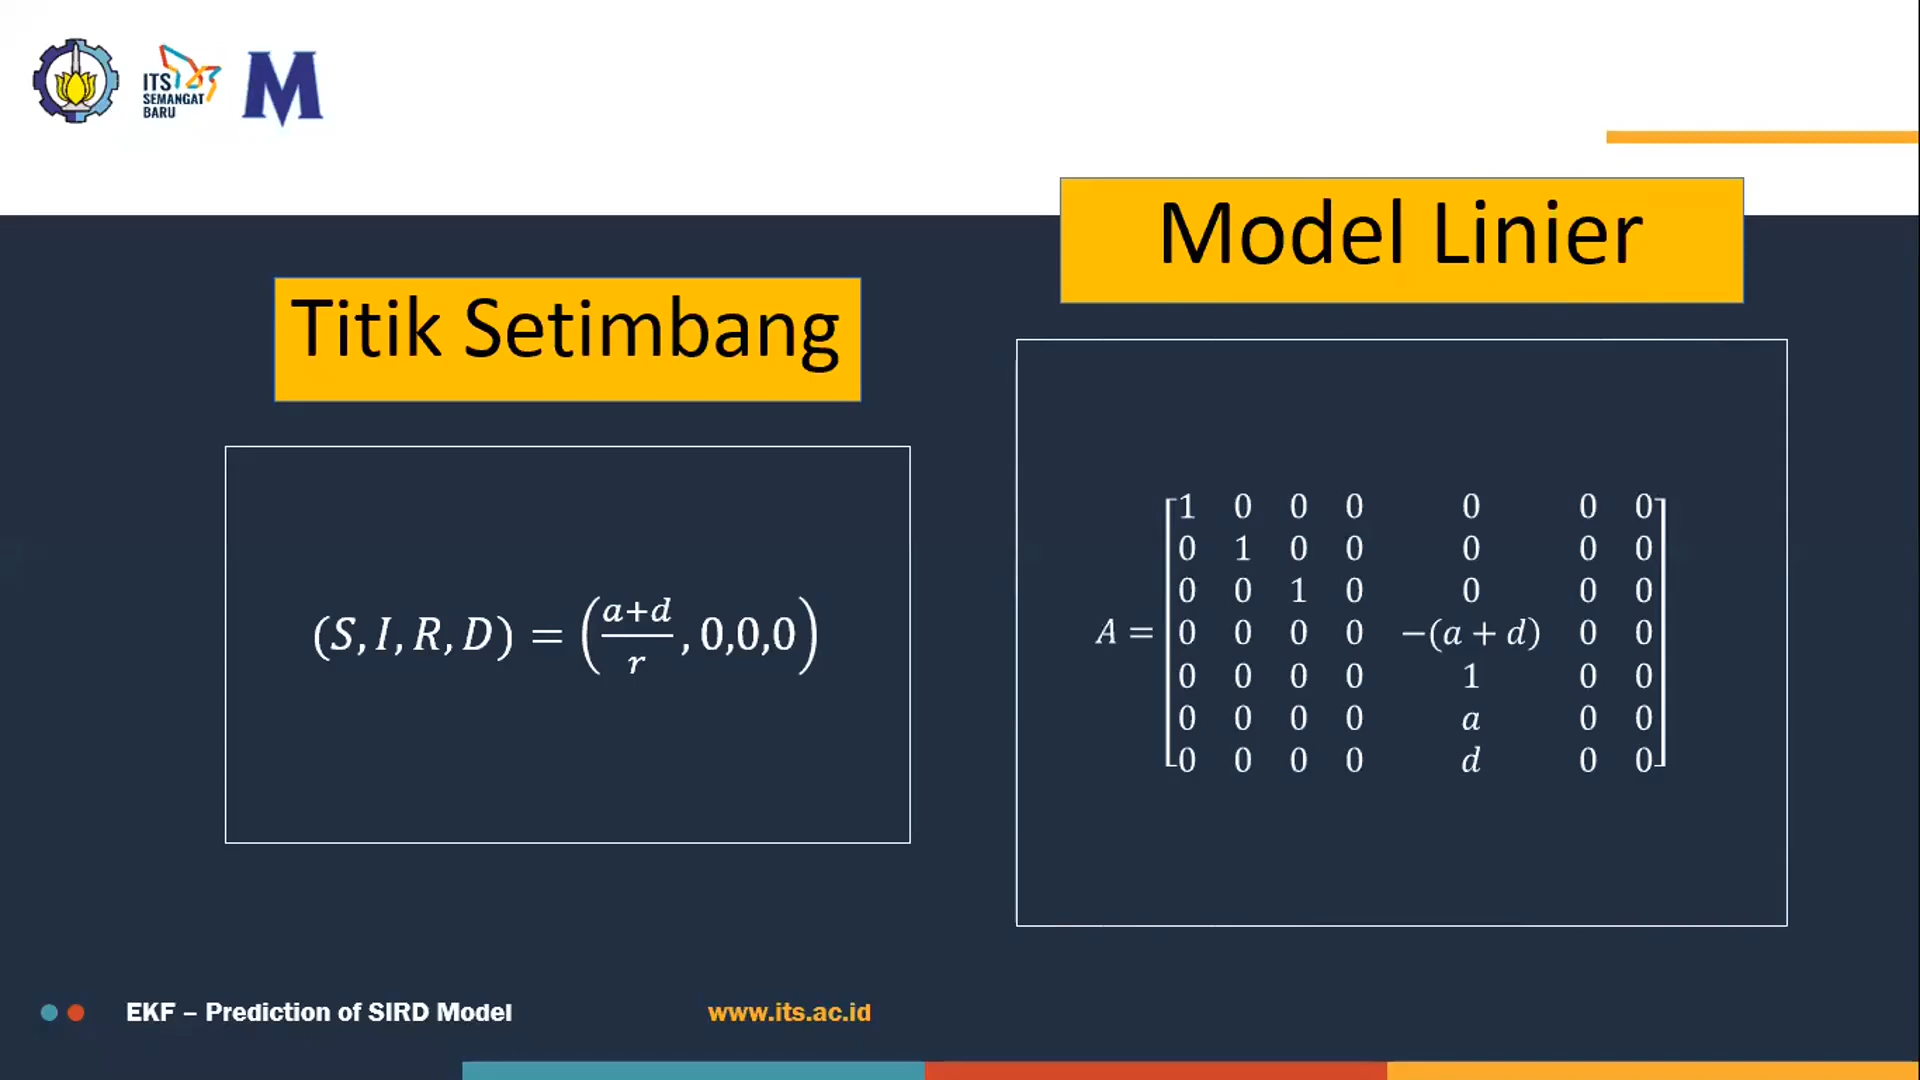 ITS
SEMANGAT
BARU
M
Titik Setimbang
(S, I, R, D) = ((a+d)/r, 0,0,0)
Model Linier
A =
1 0 0 0 0 0 0
0 1 0 0 0 0 0
0 0 1 0 0 0 0
0 0 0 0 −(a + d) 0 0
0 0 0 0 1 0 0
0 0 0 0 a 0 0
0 0 0 0 d 0 0
EKF – Prediction of SIRD Model
www.its.ac.id